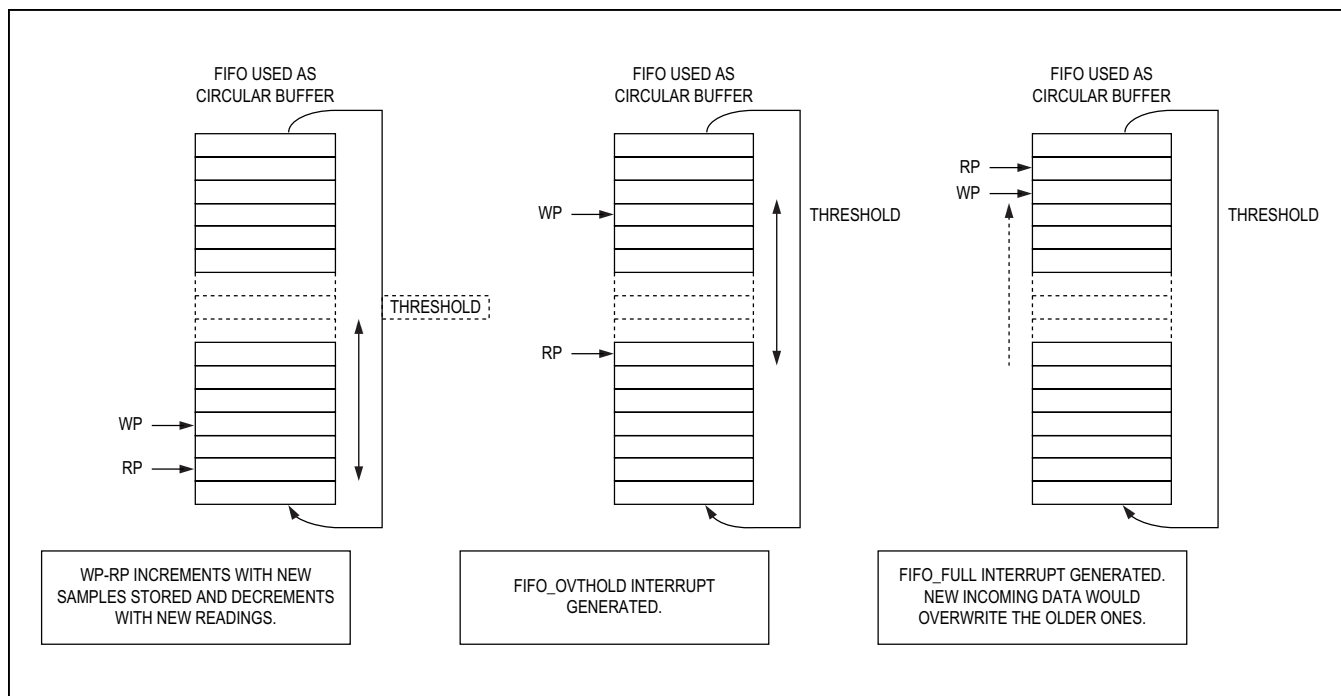 FIFO USED AS
CIRCULAR BUFFER
THRESHOLD
WP
RP
WP-RP INCREMENTS WITH NEW
SAMPLES STORED AND DECREMENTS
WITH NEW READINGS.
FIFO USED AS
CIRCULAR BUFFER
WP
THRESHOLD
RP
FIFO_OVTHOLD INTERRUPT
GENERATED.
FIFO USED AS
CIRCULAR BUFFER
RP
WP
THRESHOLD
FIFO_FULL INTERRUPT GENERATED.
NEW INCOMING DATA WOULD
OVERWRITE THE OLDER ONES.